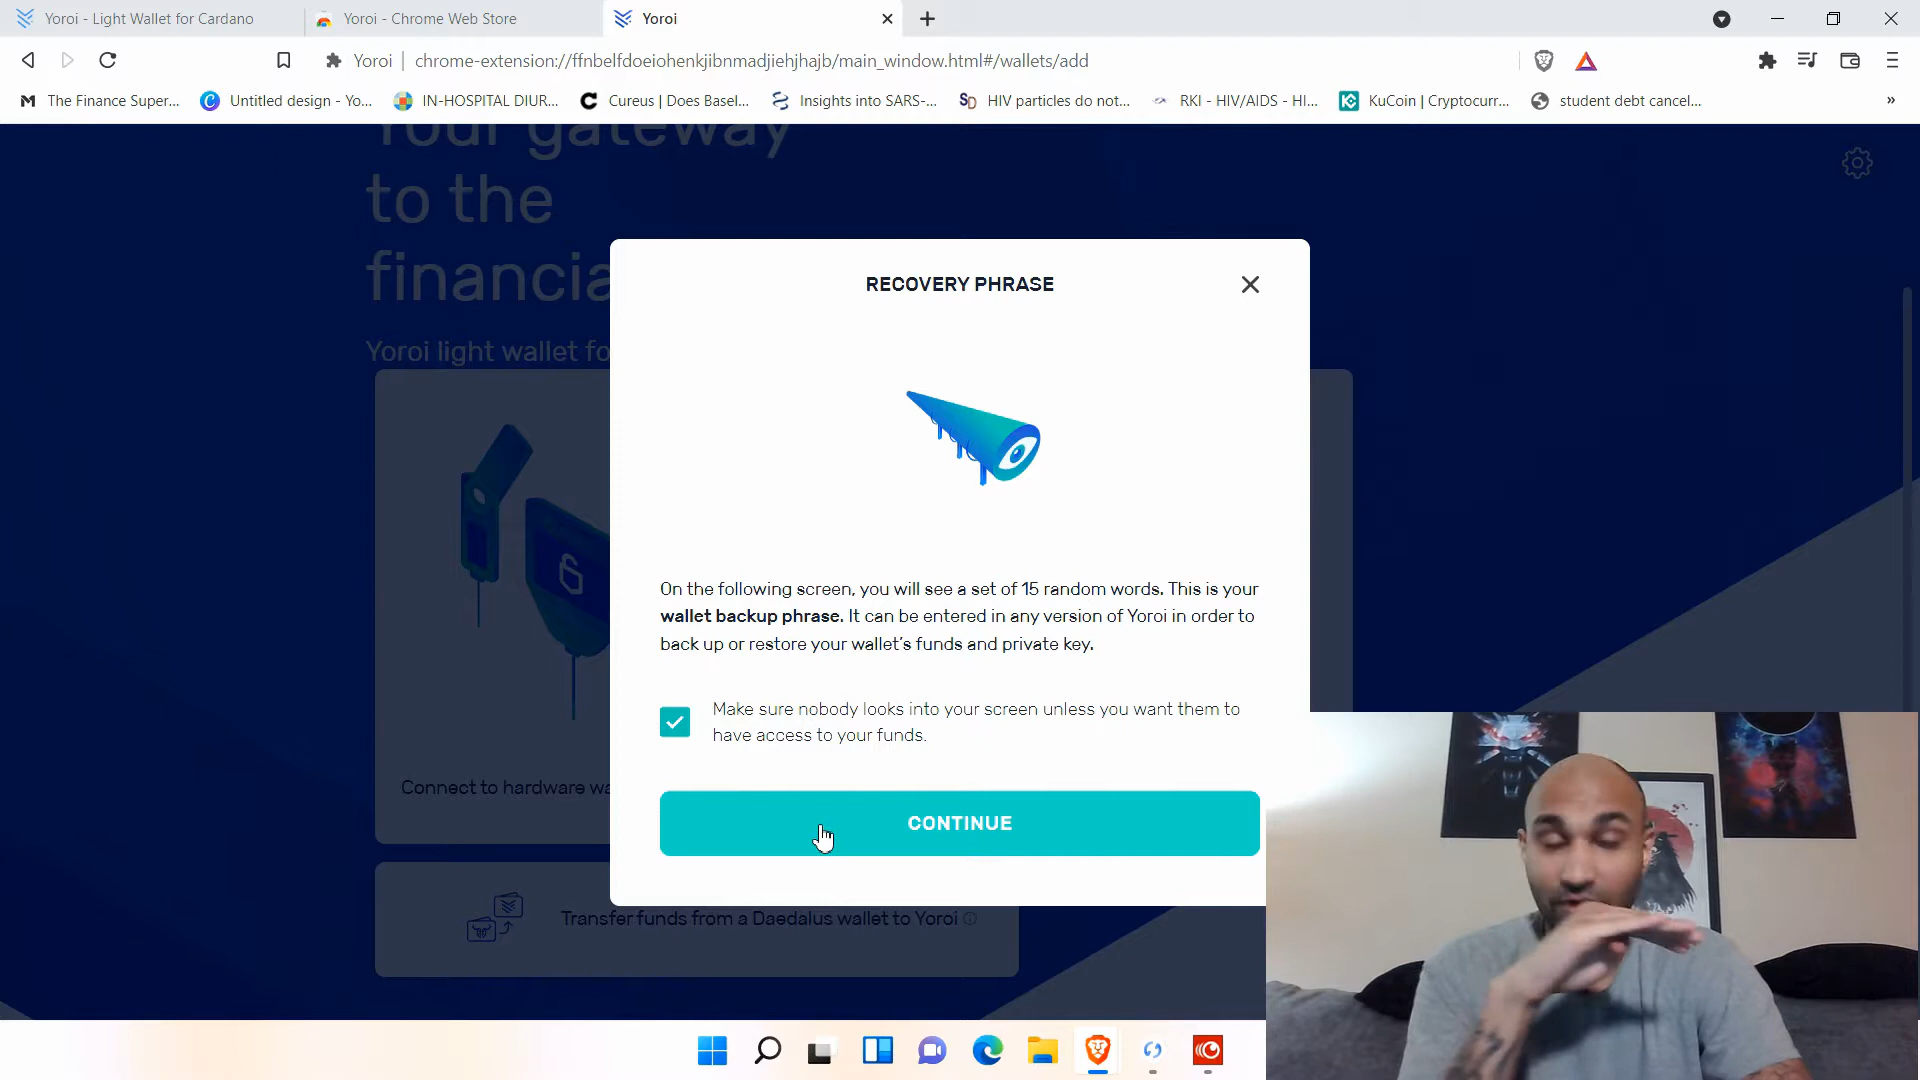 Yoroi - Light Wallet for Cardano
Yoroi - Chrome Web Store
Yoroi
Yoroi
chrome-extension://ffnbelfdoeiohenkjibnmadjiehjhajb/main_window.html#/wallets/add
The Finance Super...
Untitled design - Yo...
IN-HOSPITAL DIUR...
Cureus | Does Basel...
Insights into SARS-...
HIV particles do not...
RKI - HIV/AIDS - HI...
KuCoin | Cryptocurr...
student debt cancel...
Your gateway
to the
financia
Yoroi light wallet fo
RECOVERY PHRASE
On the following screen, you will see a set of 15 random words. This is your
wallet backup phrase. It can be entered in any version of Yoroi in order to
back up or restore your wallet's funds and private key.
Make sure nobody looks into your screen unless you want them to
have access to your funds.
CONTINUE
Connect to hardware wa
Transfer funds from a Daedalus wallet to Yoroi